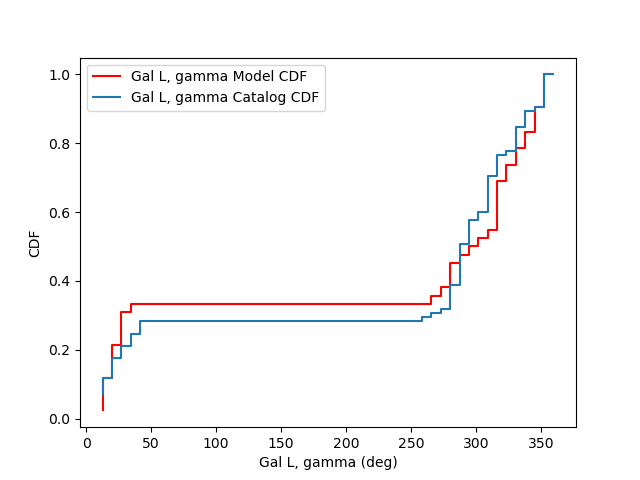 Gal L, gamma Model CDF
Gal L, gamma Catalog CDF
1.0
0.8
0.6
0.4
0.2
0.0
CDF
0 50 100 150 200 250 300 350
Gal L, gamma (deg)